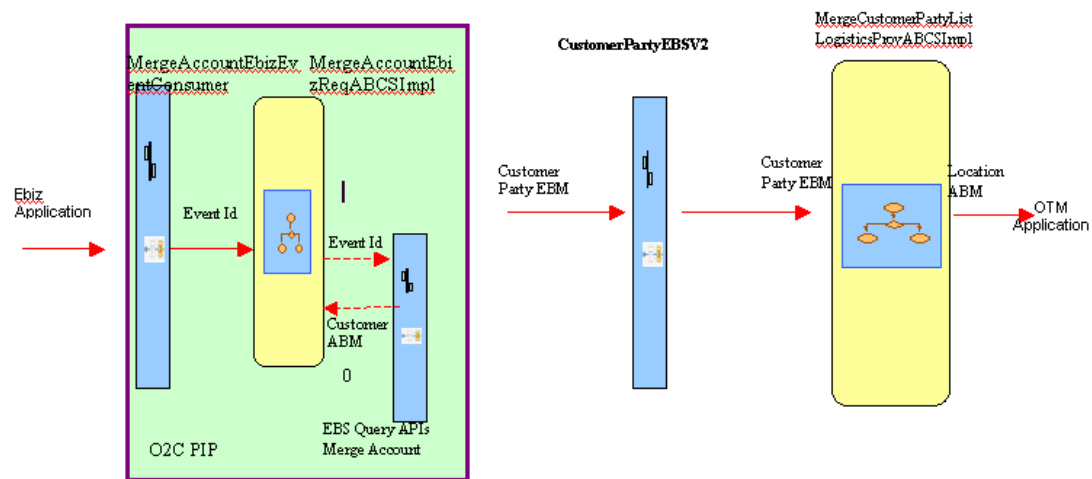 MergeCustomerPartyList
LogisticsProvABCSImpl
CustomerPartyEBSV2
MergeAccountEbizEv
entConsumer
MergeAccountEbi
zReqABCSImpl
Ebiz
Application
Event Id
Event Id
Customer
ABM
0
EBS Query APIs
Merge Account
O2C PIP
Customer
Party EBM
Customer
Party EBM
Location
ABM
OTM
Application